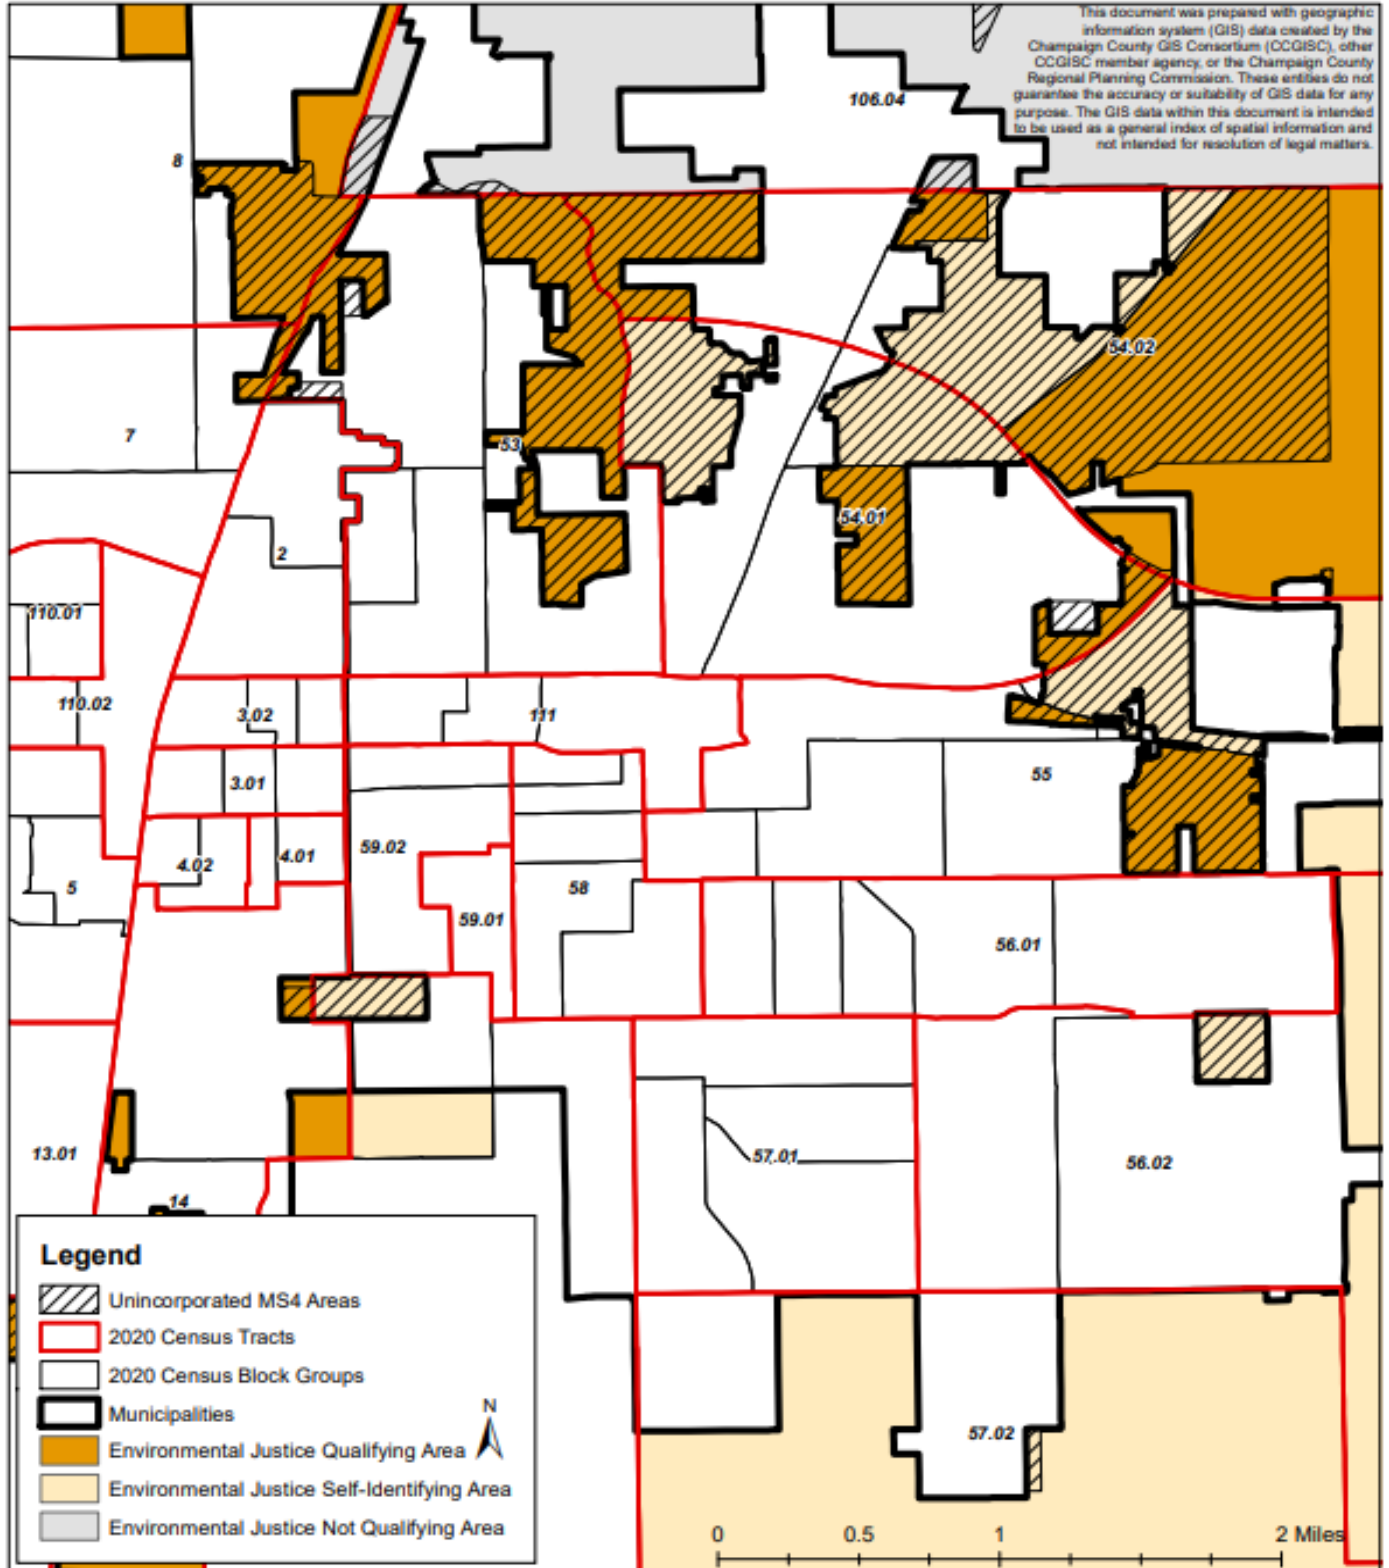 This document was prepared with geographic
information system (GIS) data created by the
Champaign County GIS Consortium (CCGISC), other
CCGISC member agency, or the Champaign County
Regional Planning Commission. These entities do not
guarantee the accuracy or suitability of GIS data for any
purpose. The GIS data within this document is intended
to be used as a general index of spatial information and
not intended for resolution of legal matters.
106.04
8
54.02
7
53
54.01
2
110.01
110.02
3.02
111
3.01
55
59.02
4.02
4.01
5
58
59.01
56.01
13.01
57.01
56.02
14
Legend
Unincorporated MS4 Areas
2020 Census Tracts
2020 Census Block Groups
Municipalities
Environmental Justice Qualifying Area
Environmental Justice Self-Identifying Area
Environmental Justice Not Qualifying Area
N
57.02
0 0.5 1 2 Miles